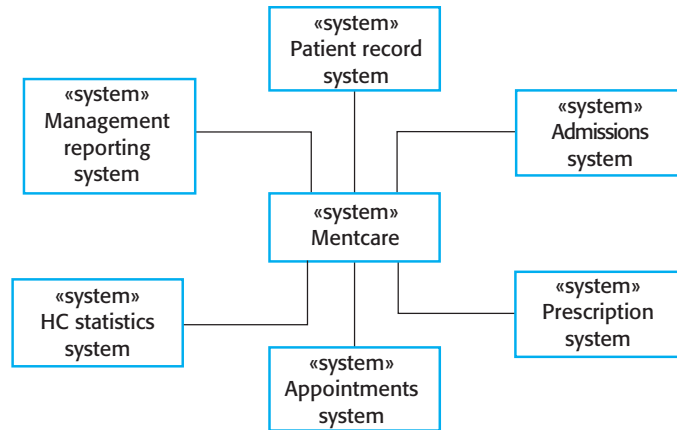 «system»
Patient record
system
«system»
Management
reporting
system
«system»
Admissions
system
«system»
Mentcare
«system»
HC statistics
system
«system»
Prescription
system
«system»
Appointments
system